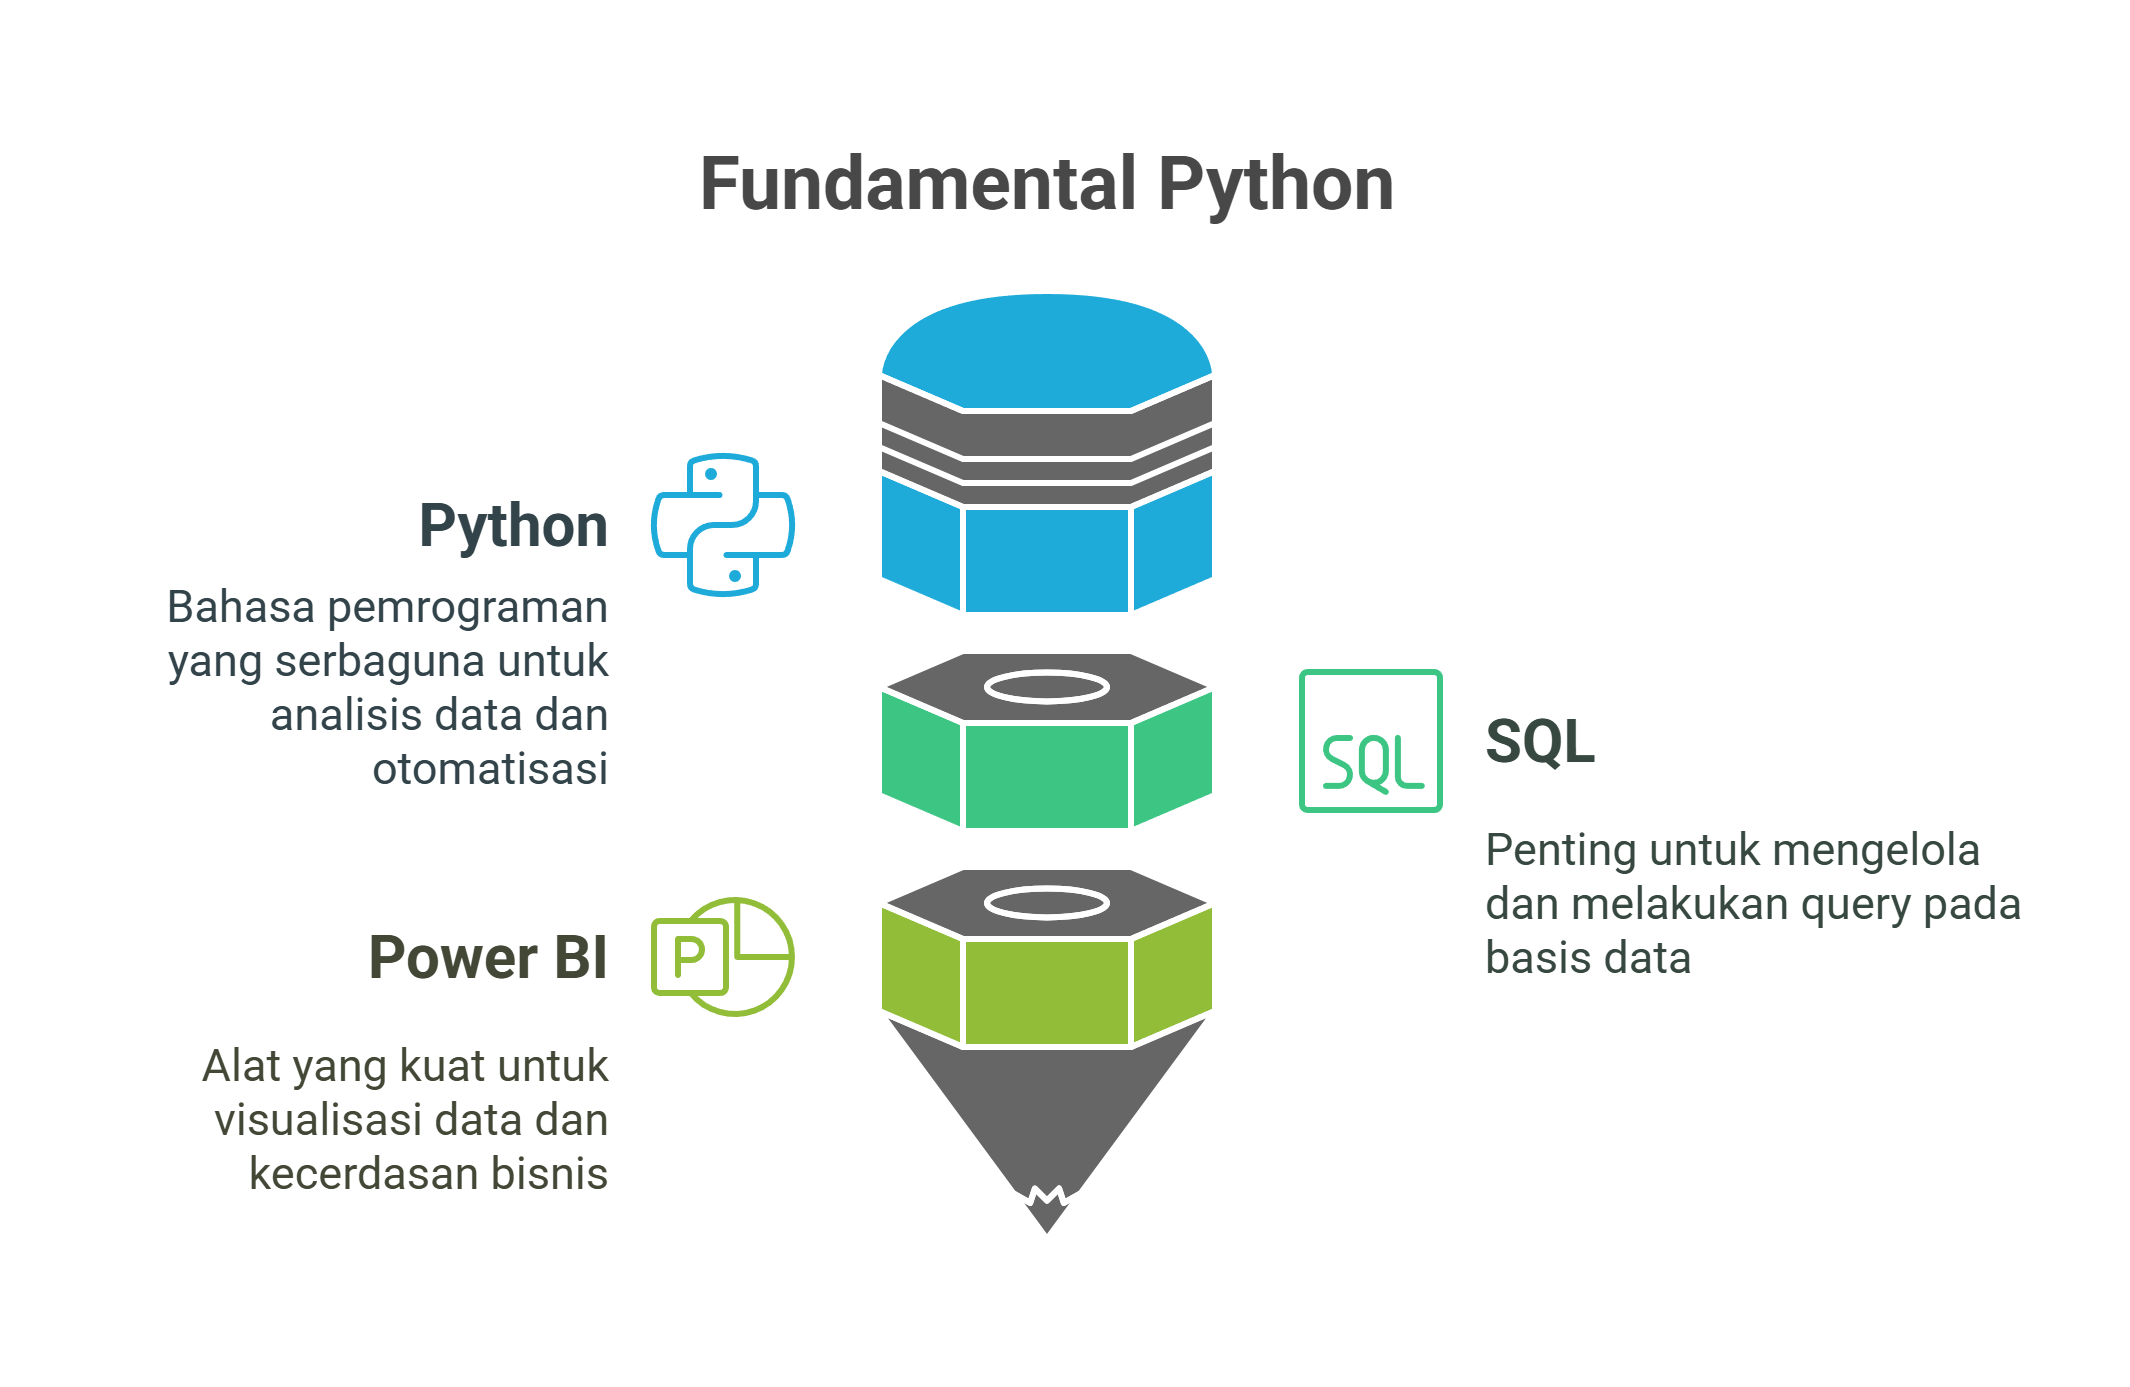 Fundamental Python
Python
Bahasa pemrograman
yang serbaguna untuk
analisis data dan
otomatisasi
SQL
SQL
Penting untuk mengelola
dan melakukan query pada
basis data
P
Power BI
Alat yang kuat untuk
visualisasi data dan
kecerdasan bisnis